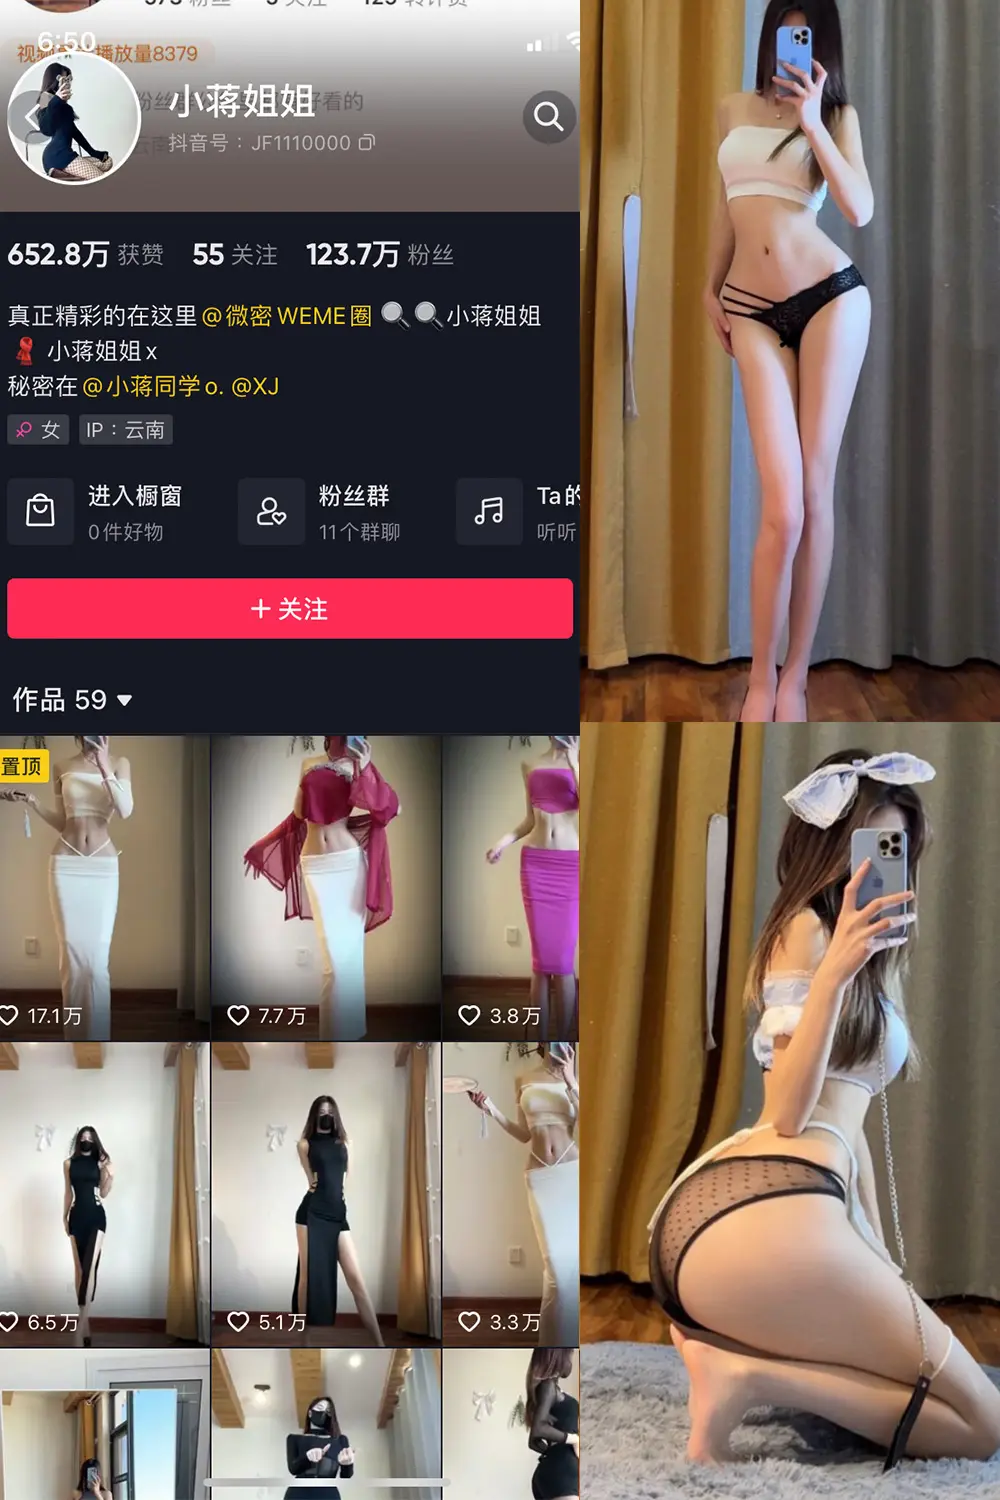 6:50
播放量8379
小蒋姐姐
抖音号：JF1110000
652.8万 获赞 55 关注 123.7万 粉丝
真正精彩的在这里@微密 WEME圈 🔍🔍小蒋姐姐
🧣 小蒋姐姐x
秘密在@小蒋同学o. @XJ
女 IP：云南
进入橱窗 粉丝群 Ta的
0件好物 11个群聊 听听
+ 关注
作品 59
置顶
17.1万 7.7万 3.8万
6.5万 5.1万 3.3万